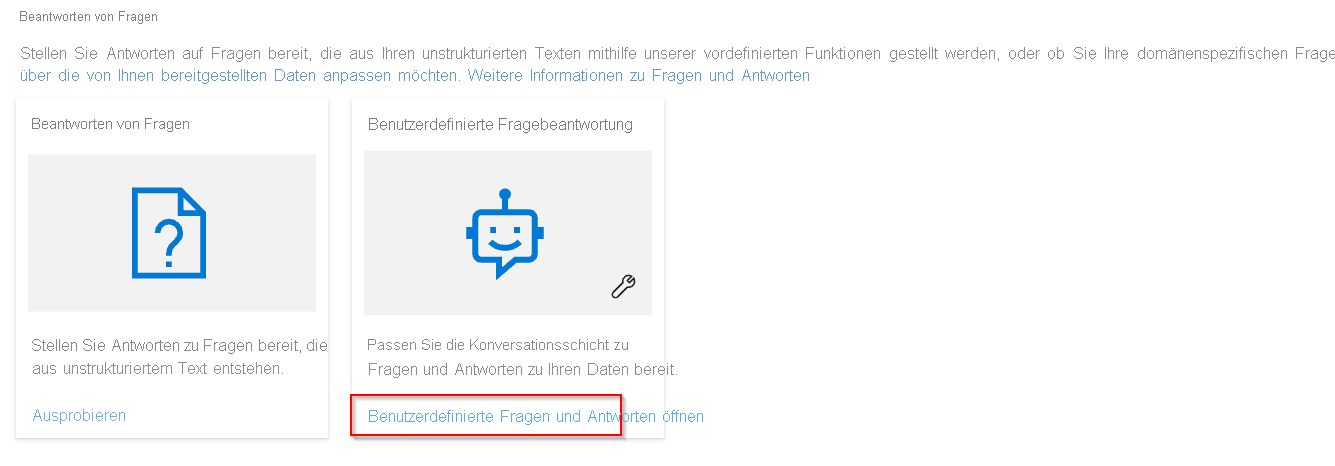 Beantworten von Fragen
Stellen Sie Antworten auf Fragen bereit, die aus Ihren unstrukturierten Texten mithilfe unserer vordefinierten Funktionen gestellt werden, oder ob Sie Ihre domänenspezifischen Frage
über die von Ihnen bereitgestellten Daten anpassen möchten. Weitere Informationen zu Fragen und Antworten
Beantworten von Fragen
Stellen Sie Antworten zu Fragen bereit, die
aus unstrukturiertem Text entstehen.
Ausprobieren
Benutzerdefinierte Fragebeantwortung
Passen Sie die Konversationsschicht zu
Fragen und Antworten zu Ihren Daten bereit.
Benutzerdefinierte Fragen und Antworten öffnen